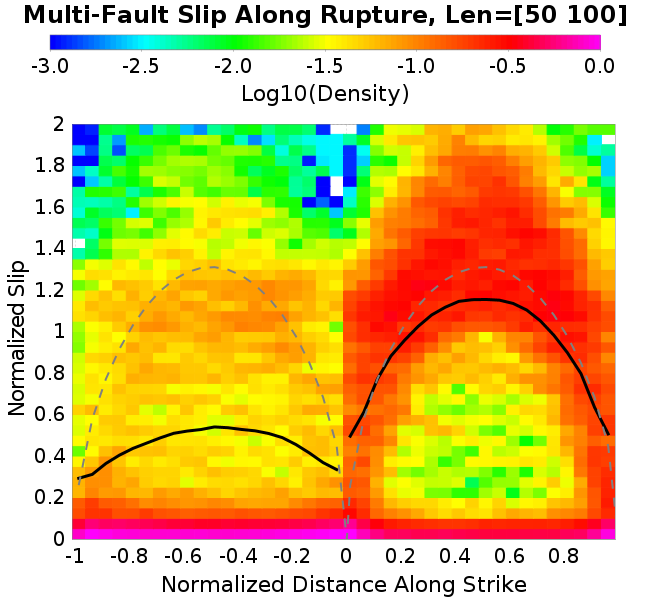 Multi-Fault Slip Along Rupture, Len=[50 100]
-3.0 -2.5 -2.0 -1.5 -1.0 -0.5 0.0
Log10(Density)
2
1.8
1.6
1.4
1.2
1
0.8
0.6
0.4
0.2
0
Normalized Slip
-1 -0.8 -0.6 -0.4 -0.2 0 0.2 0.4 0.6 0.8
Normalized Distance Along Strike